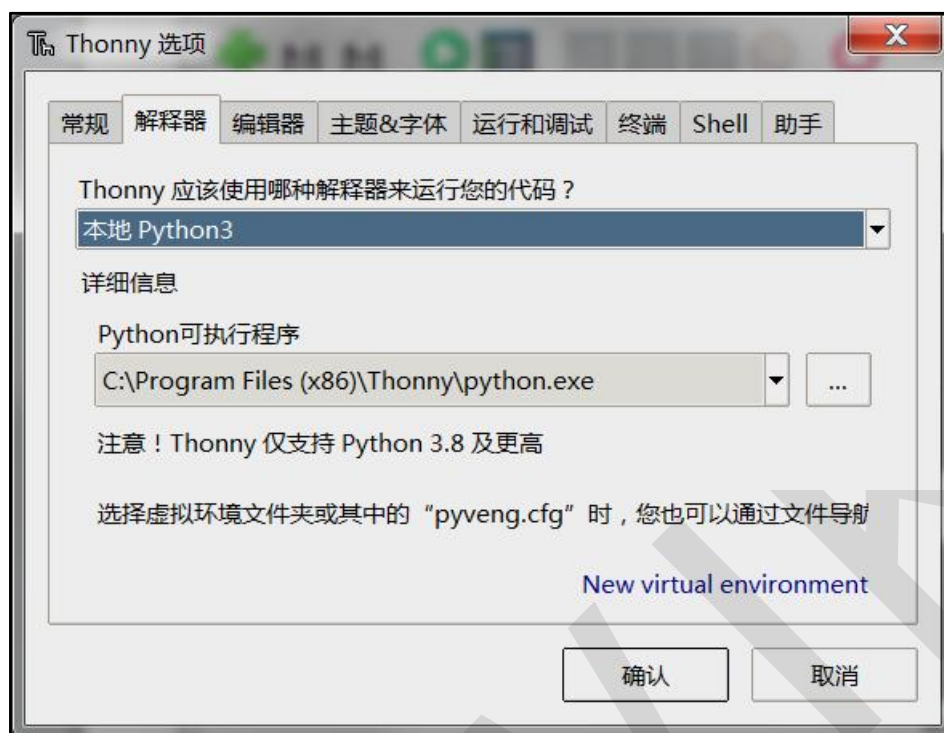 Thonny 选项
常规 解释器 编辑器 主题&字体 运行和调试 终端 Shell 助手
Thonny 应该使用哪种解释器来运行您的代码？
本地 Python3
详细信息
Python可执行程序
C:\Program Files (x86)\Thonny\python.exe
...
注意！Thonny 仅支持 Python 3.8 及更高
选择虚拟环境文件夹或其中的“pyveng.cfg”时，您也可以通过文件导航
New virtual environment
确认 取消